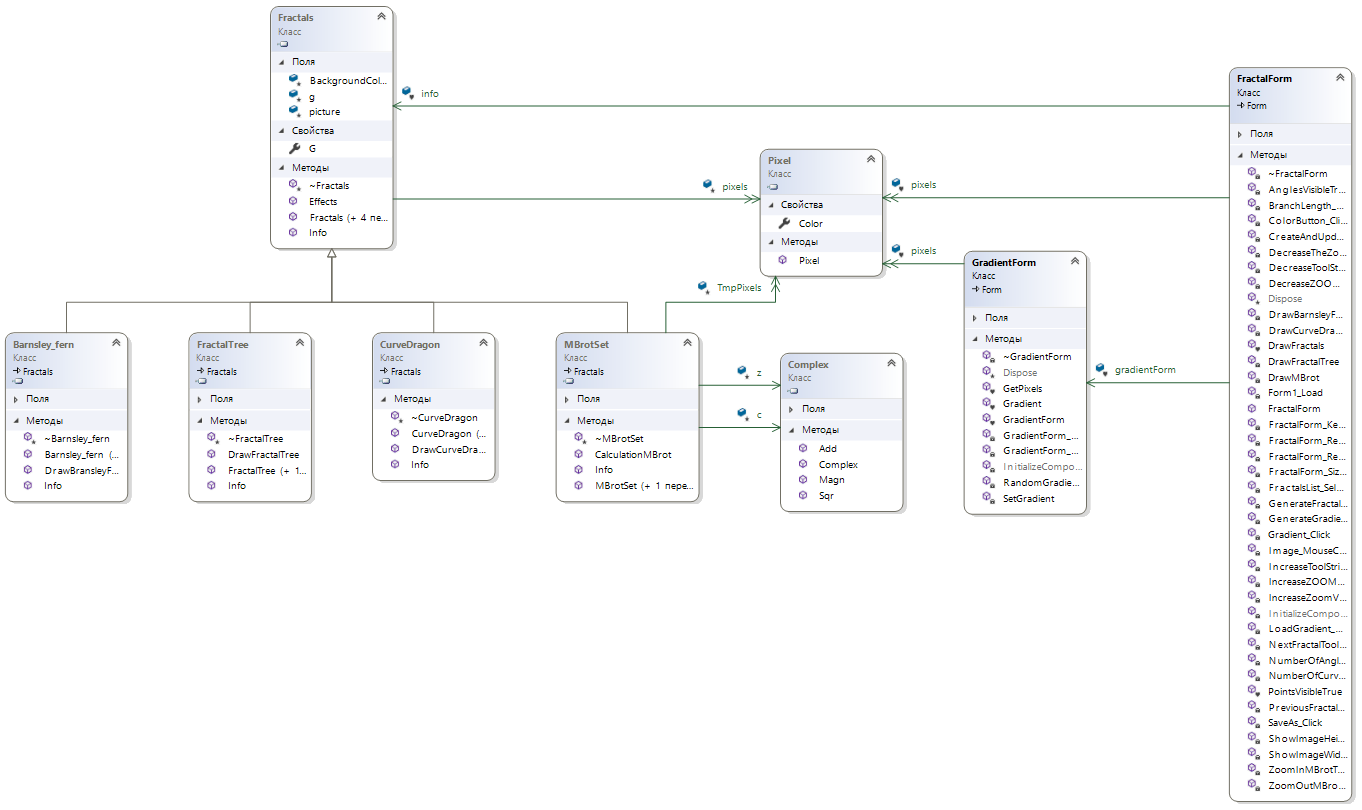 Fractals
Класс
Поля
BackgroundCol...
g
picture
Свойства
G
Методы
~Fractals
Effects
Fractals (+ 4 пе...
Info
info
pixels
Pixel
Класс
Свойства
Color
Методы
Pixel
pixels
pixels
TmpPixels
Barnsley_fern
Класс
Fractals
Поля
Методы
~Barnsley_fern
Barnsley_fern (...
DrawBransleyF...
Info
FractalTree
Класс
Fractals
Поля
Методы
~FractalTree
DrawFractalTree
FractalTree (+ 1...
Info
CurveDragon
Класс
Fractals
Методы
~CurveDragon
CurveDragon (...
DrawCurveDra...
Info
MBrotSet
Класс
Fractals
Поля
Методы
~MBrotSet
CalculationMBrot
Info
MBrotSet (+ 1 пере...
z
c
Complex
Класс
Поля
Методы
Add
Complex
Magn
Sqr
GradientForm
Класс
Form
Поля
Методы
~GradientForm
Dispose
GetPixels
Gradient
GradientForm
GradientForm_...
GradientForm_...
InitializeCompo...
RandomGradie...
SetGradient
gradientForm
FractalForm
Класс
Form
Поля
Методы
~FractalForm
AnglesVisibleTr...
BranchLength_...
ColorButton_Cli...
CreateAndUpd...
DecreaseTheZo...
DecreaseToolSt...
DecreaseZOO...
Dispose
DrawBarnsleyF...
DrawCurveDra...
DrawFractals
DrawFractalTree
DrawMBrot
Form1_Load
FractalForm
FractalForm_Ke...
FractalForm_Re...
FractalForm_Re...
FractalForm_Siz...
FractalsList_Sel...
GenerateFractal...
GenerateGradie...
Gradient_Click
Image_MouseC...
IncreaseToolStri...
IncreaseZOOM...
IncreaseZoomV...
InitializeCompo...
LoadGradient_...
NextFractalTool...
NumberOfAngl...
NumberOfCurv...
PointsVisibleTrue
PreviousFractal...
SaveAs_Click
ShowImageHei...
ShowImageWid...
ZoomInMBrotT...
ZoomOutMBro...